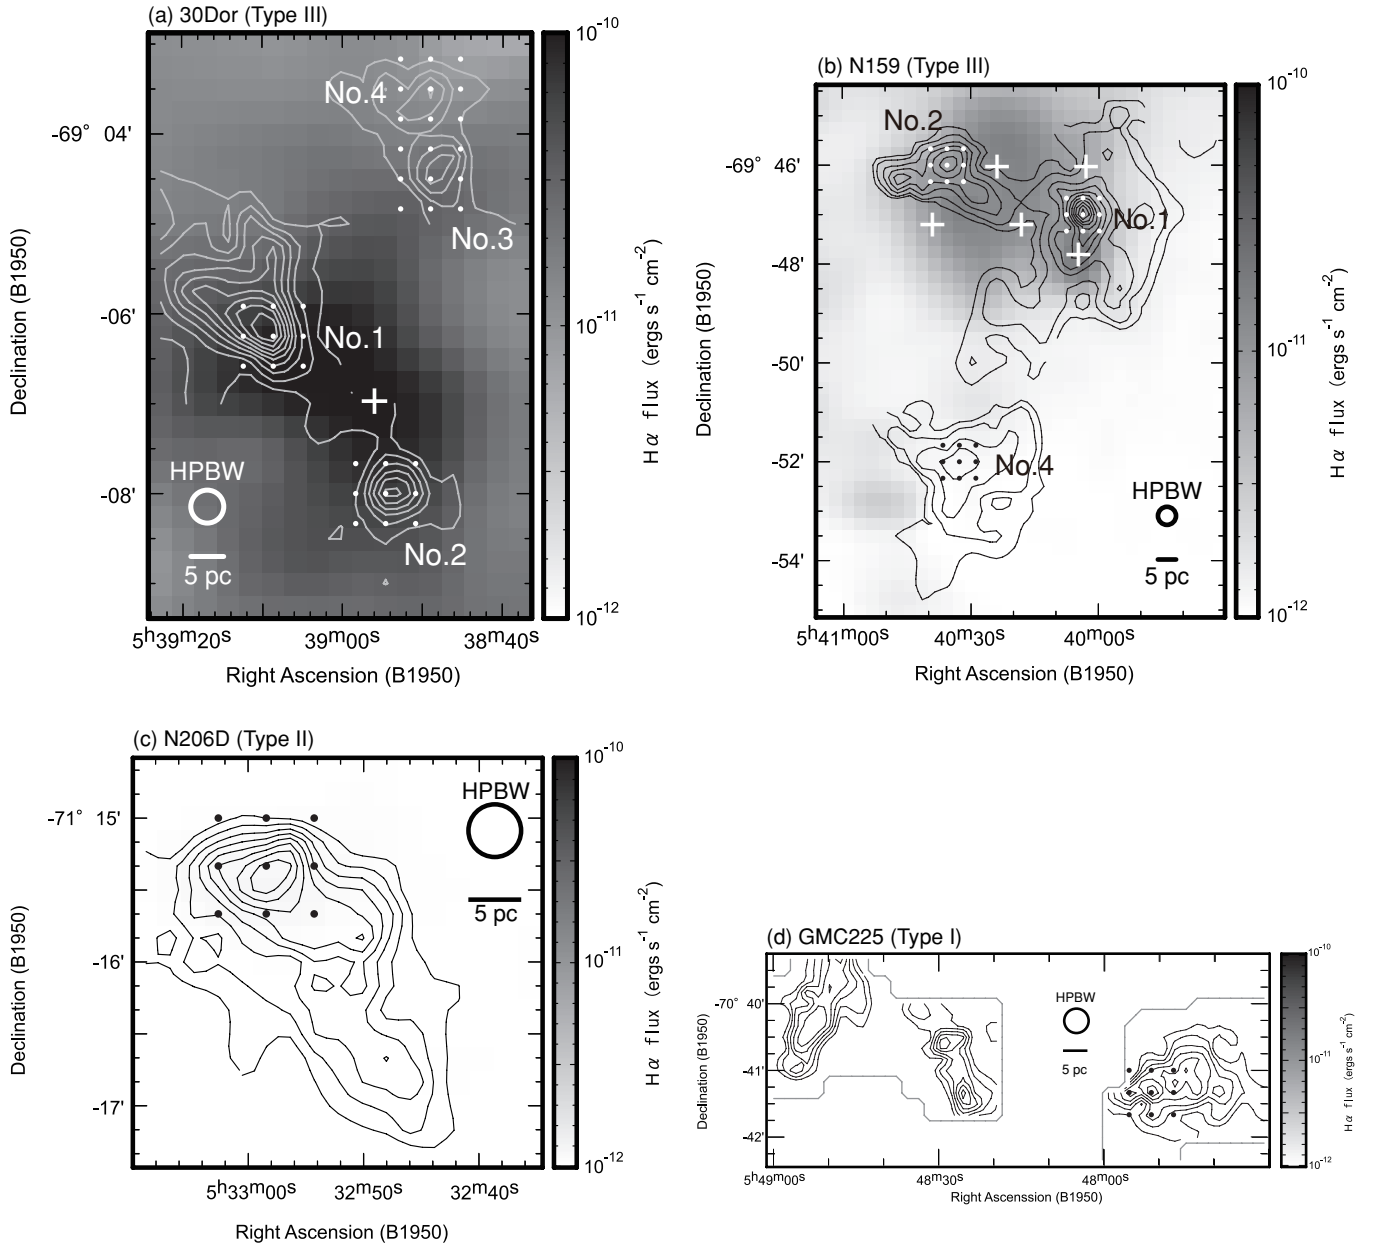 (a) 30Dor (Type III)
10-10
No.4
-69° 04'
No.3
-06'
No.1
10-11
HPBW
-08'
5 pc
No.2
10-12
5h39m20s 39m00s 38m40s
Right Ascension (B1950)
Declination (B1950)
Hα flux (ergs s-1 cm-2)
(b) N159 (Type III)
10-10
No.2
-69° 46'
No.1
-48'
-50'
10-11
-52'
No.4
HPBW
-54'
5 pc
10-12
5h41m00s 40m30s 40m00s
Right Ascension (B1950)
Declination (B1950)
Hα flux (ergs s-1 cm-2)
(c) N206D (Type II)
10-10
HPBW
-71° 15'
5 pc
-16'
10-11
-17'
10-12
5h33m00s 32m50s 32m40s
Right Ascension (B1950)
Declination (B1950)
Hα flux (ergs s-1 cm-2)
(d) GMC225 (Type I)
10-10
HPBW
-70° 40'
5 pc
-41'
10-11
-42'
10-12
5h49m00s 48m30s 48m00s
Right Ascenssion (B1950)
Declination (B1950)
Hα flux (ergs s-1 cm-2)